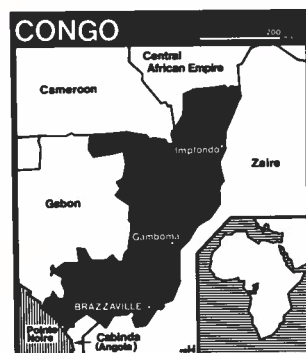 CONGO
200
Central
African Empire
Cameroon
Impfondo
Zaire
Gabon
Gamboma
BRAZZAVILLE
Pointe
Noire
Cabinda
(Angola)